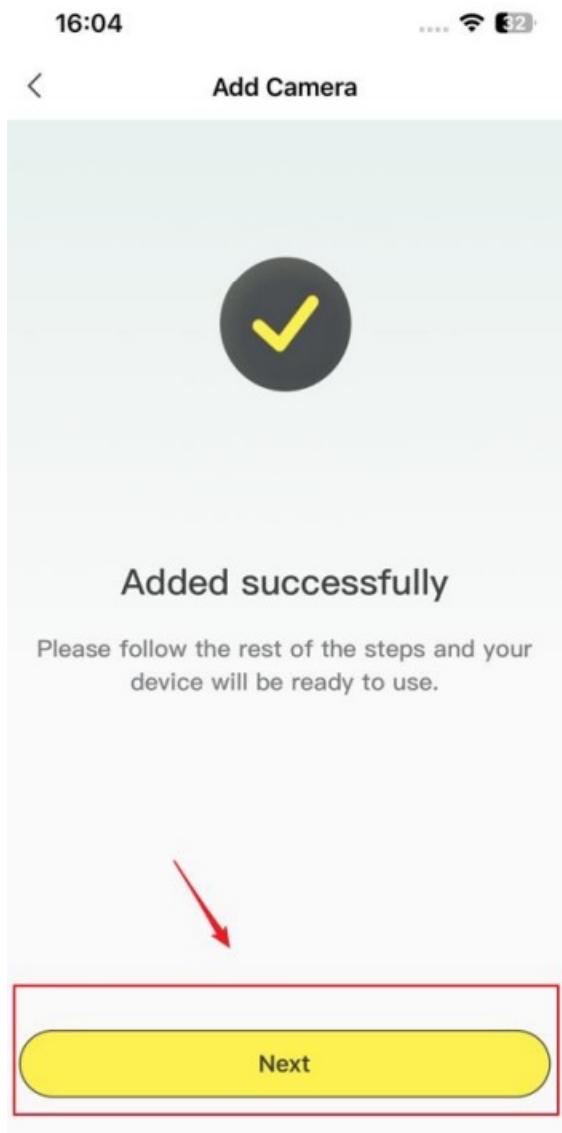 16:04
32
Add Camera
Added successfully
Please follow the rest of the steps and your
device will be ready to use.
Next